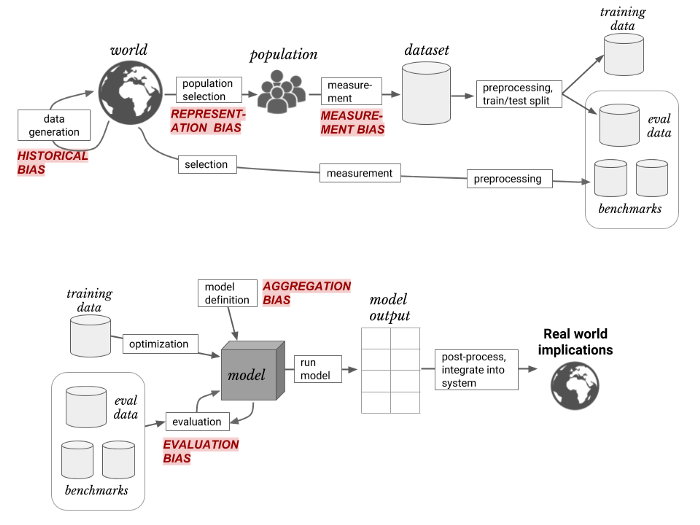 training
data
world
population
dataset
population
selection
measure-
ment
preprocessing,
train/test split
data
generation
REPRESENT-
ATION BIAS
MEASURE-
MENT BIAS
eval
data
HISTORICAL
BIAS
selection
measurement
preprocessing
benchmarks
model
definition
AGGREGATION
BIAS
training
data
model
output
optimization
Real world
implications
model
run
model
post-process,
integrate into
system
eval
data
evaluation
EVALUATION
BIAS
benchmarks